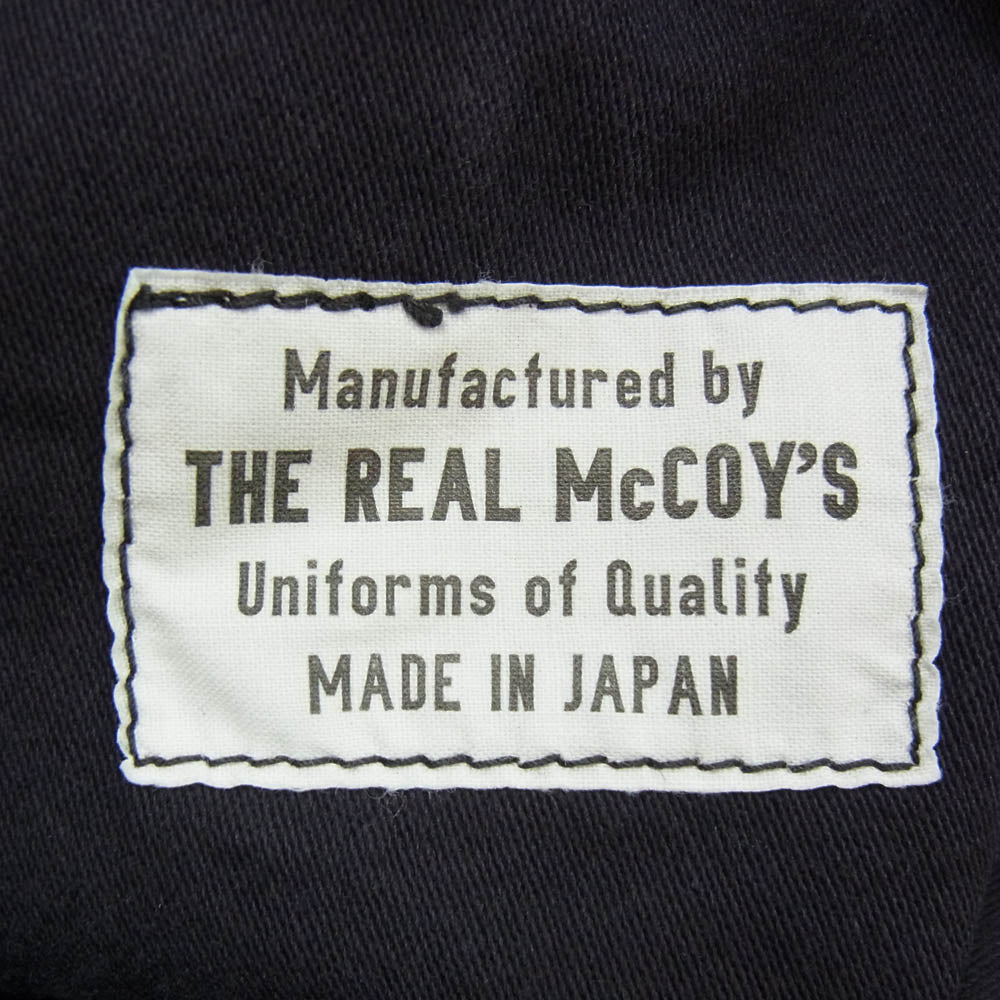 Manufactured by
THE REAL McCOY'S
Uniforms of Quality
MADE IN JAPAN